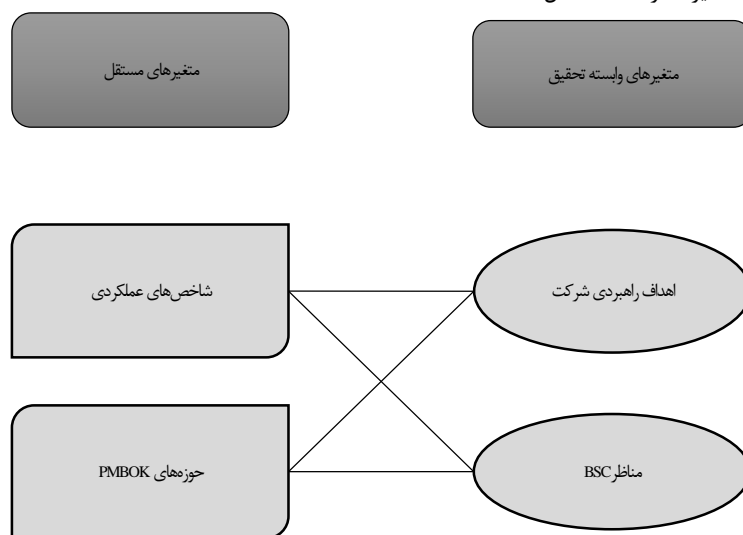 متغیرهای وابسته تحقیق
متغیرهای مستقل
اهداف راهبردی شرکت
شاخص‌های عملکردی
مناظر BSC
حوزه‌های PMBOK